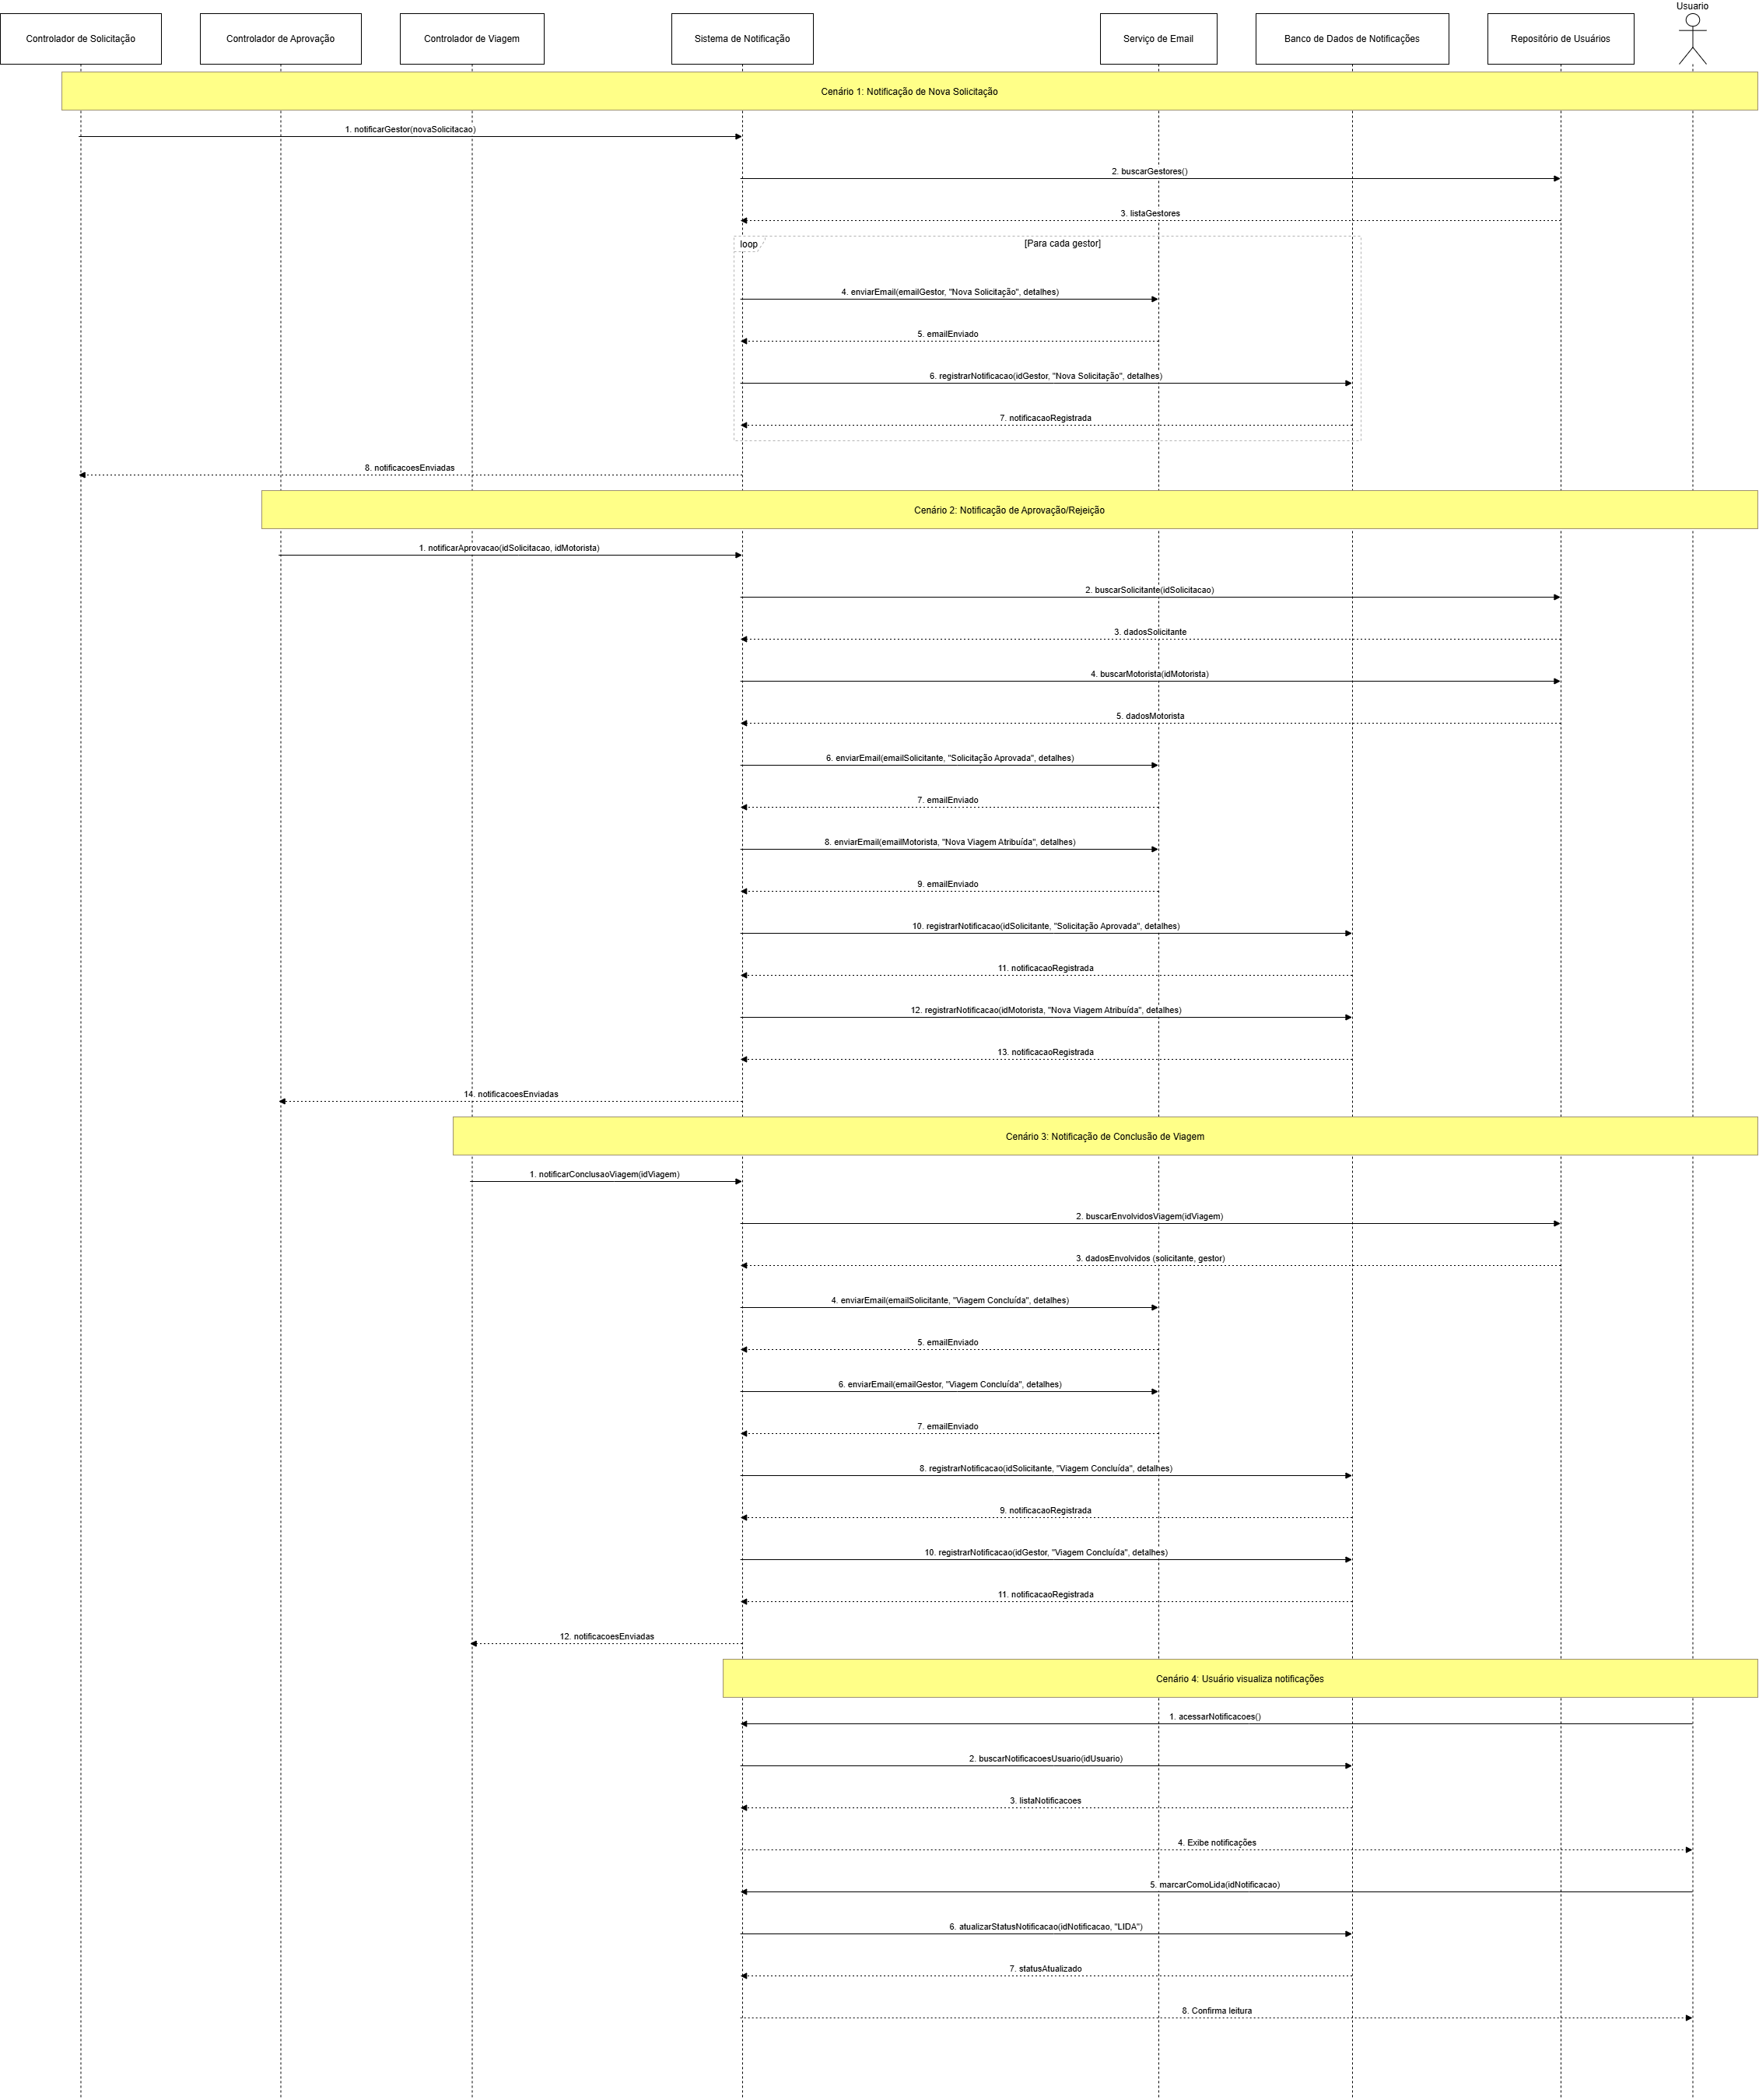 Usuario
Controlador de Solicitação
Controlador de Aprovação
Controlador de Viagem
Sistema de Notificação
Serviço de Email
Banco de Dados de Notificações
Repositório de Usuários
Cenário 1: Notificação de Nova Solicitação
1. notificarGestor(novaSolicitacao)
2. buscarGestores()
3. listaGestores
loop
[Para cada gestor]
4. enviarEmail(emailGestor, "Nova Solicitação", detalhes)
5. emailEnviado
6. registrarNotificacao(idGestor, "Nova Solicitação", detalhes)
7. notificacaoRegistrada
8. notificacoesEnviadas
Cenário 2: Notificação de Aprovação/Rejeição
1. notificarAprovacao(idSolicitacao, idMotorista)
2. buscarSolicitante(idSolicitacao)
3. dadosSolicitante
4. buscarMotorista(idMotorista)
5. dadosMotorista
6. enviarEmail(emailSolicitante, "Solicitação Aprovada", detalhes)
7. emailEnviado
8. enviarEmail(emailMotorista, "Nova Viagem Atribuída", detalhes)
9. emailEnviado
10. registrarNotificacao(idSolicitante, "Solicitação Aprovada", detalhes)
11. notificacaoRegistrada
12. registrarNotificacao(idMotorista, "Nova Viagem Atribuída", detalhes)
13. notificacaoRegistrada
14. notificacoesEnviadas
Cenário 3: Notificação de Conclusão de Viagem
1. notificarConclusaoViagem(idViagem)
2. buscarEnvolvidosViagem(idViagem)
3. dadosEnvolvidos (solicitante, gestor)
4. enviarEmail(emailSolicitante, "Viagem Concluída", detalhes)
5. emailEnviado
6. enviarEmail(emailGestor, "Viagem Concluída", detalhes)
7. emailEnviado
8. registrarNotificacao(idSolicitante, "Viagem Concluída", detalhes)
9. notificacaoRegistrada
10. registrarNotificacao(idGestor, "Viagem Concluída", detalhes)
11. notificacaoRegistrada
12. notificacoesEnviadas
Cenário 4: Usuário visualiza notificações
1. acessarNotificacoes()
2. buscarNotificacoesUsuario(idUsuario)
3. listaNotificacoes
4. Exibe notificações
5. marcarComoLida(idNotificacao)
6. atualizarStatusNotificacao(idNotificacao, "LIDA")
7. statusAtualizado
8. Confirma leitura